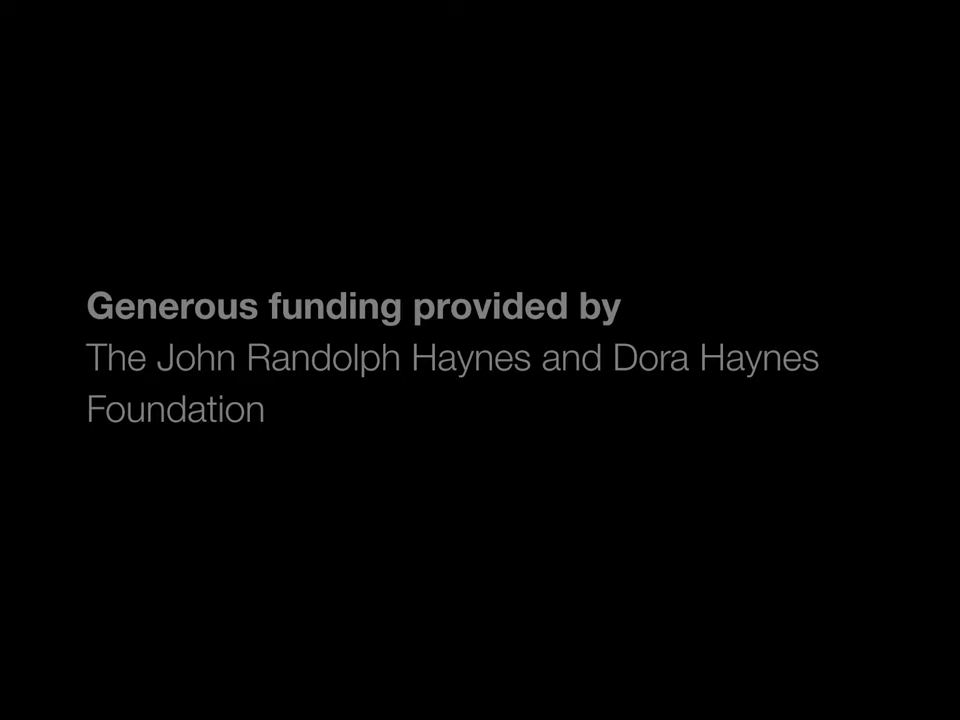 Generous funding provided by
The John Randolph Haynes and Dora Haynes
Foundation